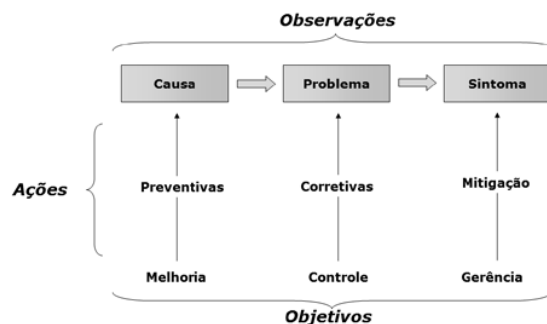 Observações
Causa Problema Sintoma
Ações
Preventivas Corretivas Mitigação
Melhoria Controle Gerência
Objetivos